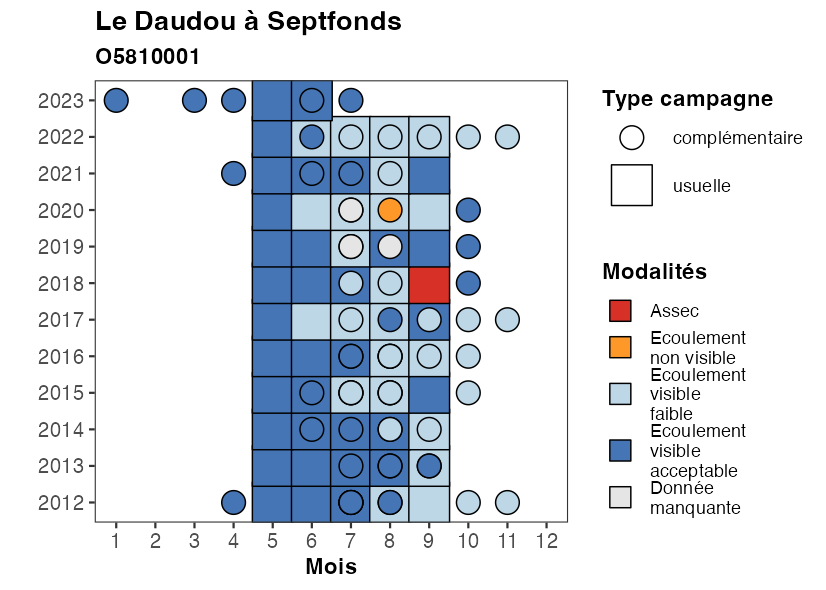 Le Daudou à Septfonds
O5810001
2023
2022
2021
2020
2019
2018
2017
2016
2015
2014
2013
2012
1 2 3 4 5 6 7 8 9 10 11 12
Mois
Type campagne
complémentaire
usuelle
Modalités
Assec
Ecoulement
non visible
Ecoulement
visible
faible
Ecoulement
visible
acceptable
Donnée
manquante